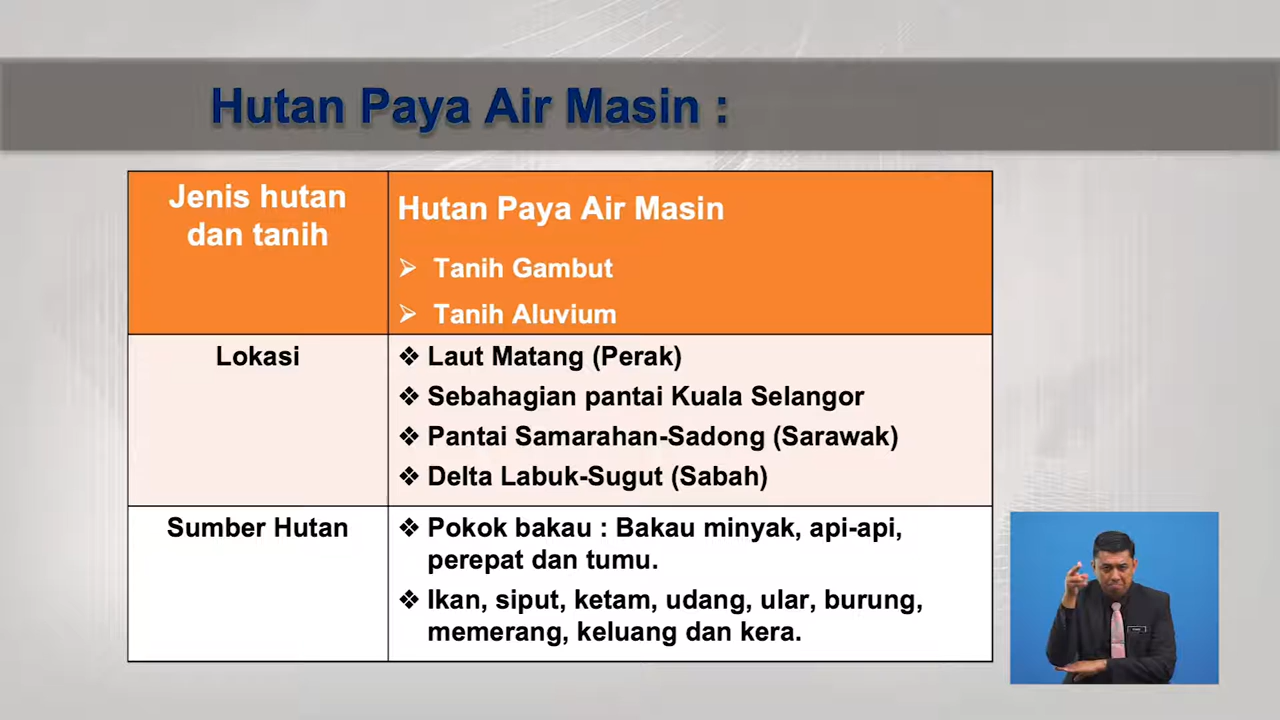 Hutan Paya Air Masin :
Jenis hutan
dan tanih
Hutan Paya Air Masin
➢ Tanih Gambut
➢ Tanih Aluvium
Lokasi
❖ Laut Matang (Perak)
❖ Sebahagian pantai Kuala Selangor
❖ Pantai Samarahan-Sadong (Sarawak)
❖ Delta Labuk-Sugut (Sabah)
Sumber Hutan
❖ Pokok bakau : Bakau minyak, api-api,
perepat dan tumu.
❖ Ikan, siput, ketam, udang, ular, burung,
memerang, keluang dan kera.